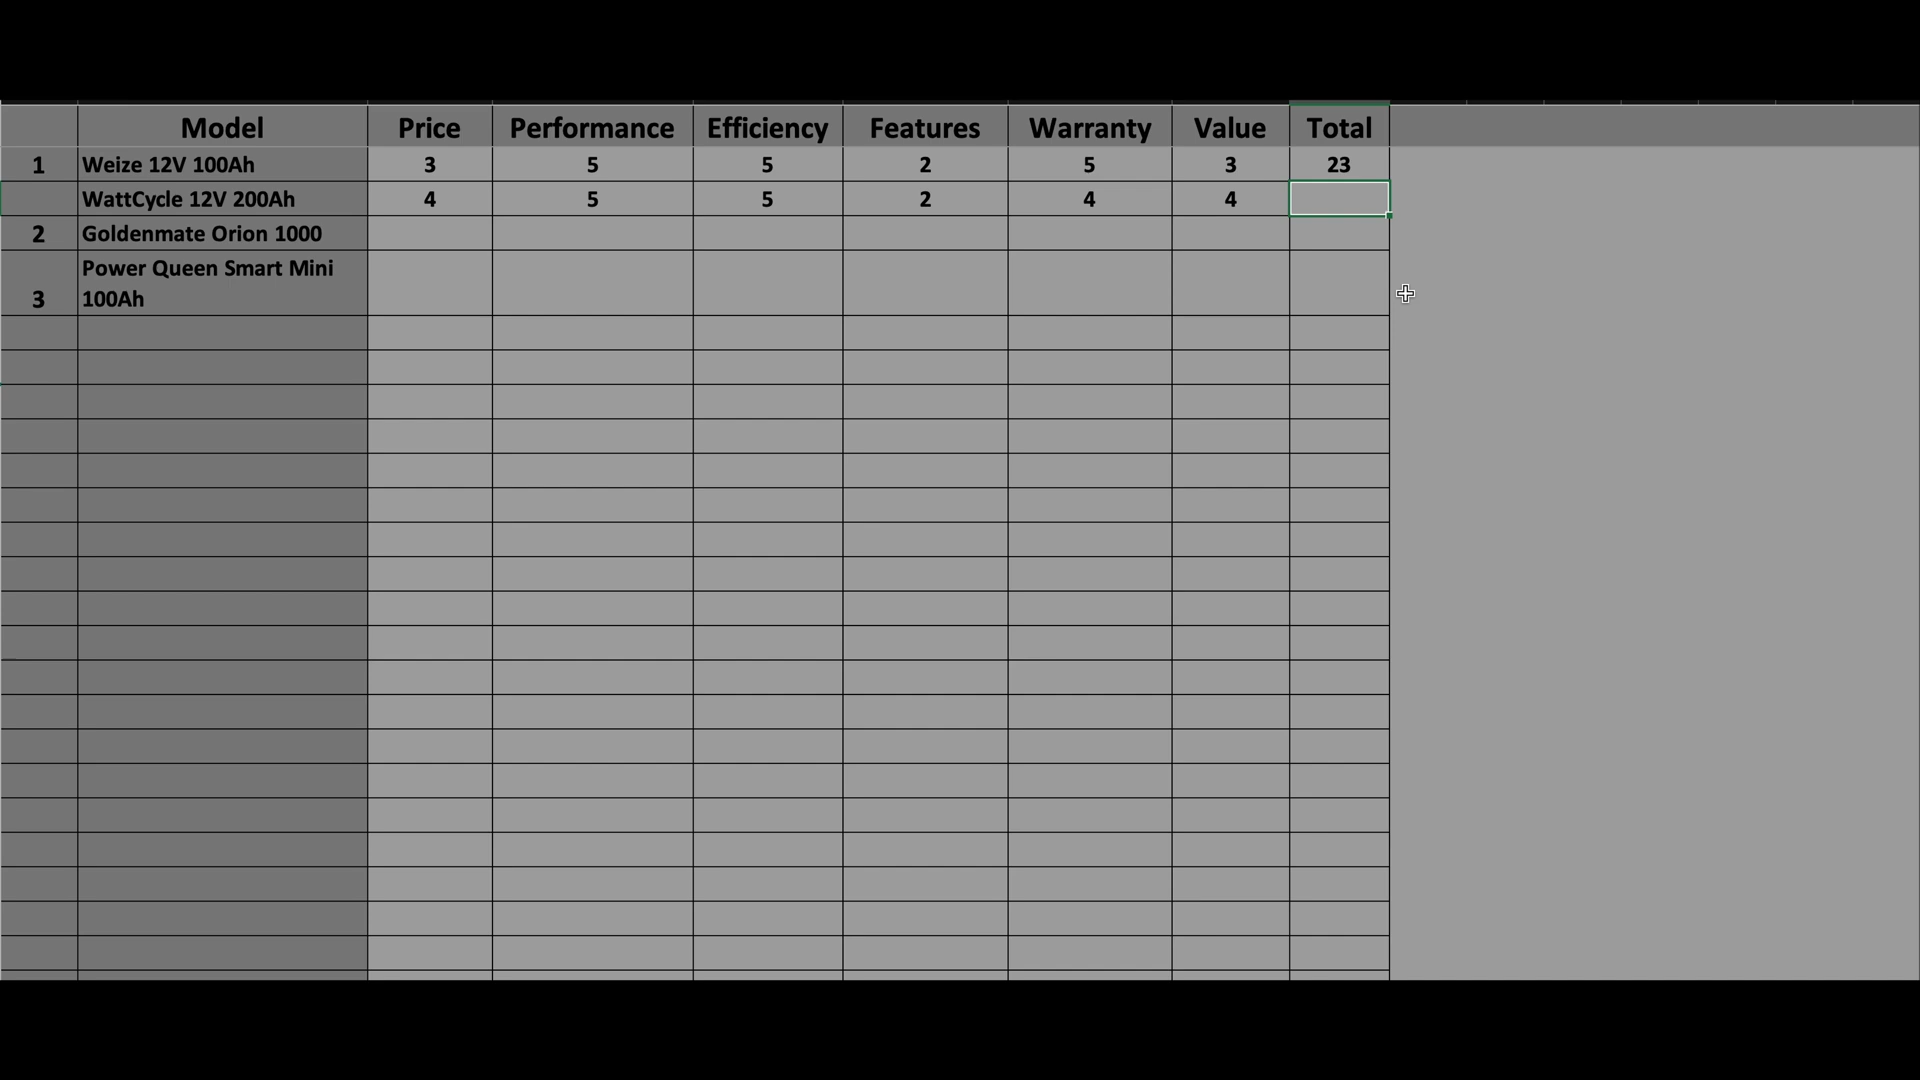 Model Price Performance Efficiency Features Warranty Value Total
1 Weize 12V 100Ah 3 5 5 2 5 3 23
WattCycle 12V 200Ah 4 5 5 2 4 4
2 Goldenmate Orion 1000
Power Queen Smart Mini
3 100Ah